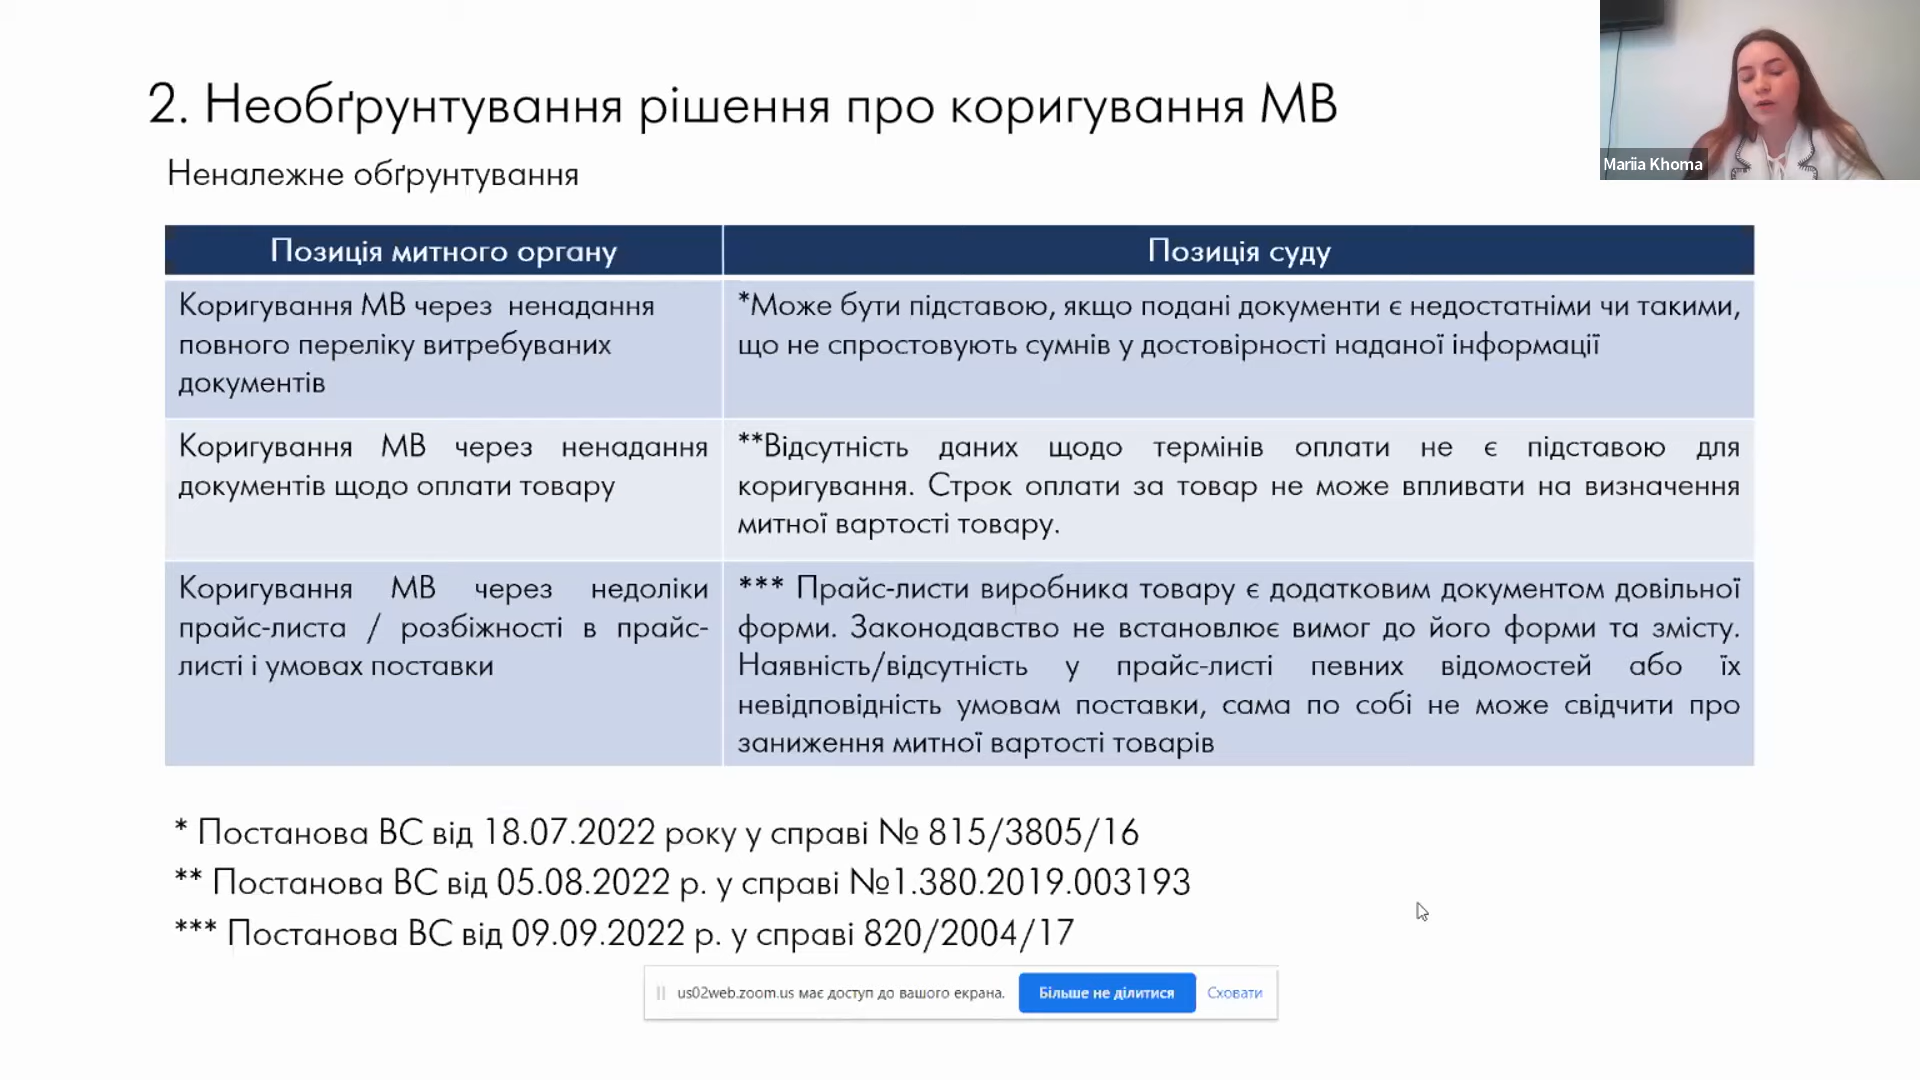 2. Необґрунтування рішення про коригування МВ
Неналежне обґрунтування
Mariia Khoma
Позиція митного органу
Позиція суду
Коригування МВ через ненадання
повного переліку витребуваних
документів
*Може бути підставою, якщо подані документи є недостатніми чи такими,
що не спростовують сумнів у достовірності наданої інформації
Коригування МВ через ненадання
документів щодо оплати товару
**Відсутність даних щодо термінів оплати не є підставою для
коригування. Строк оплати за товар не може впливати на визначення
митної вартості товару.
Коригування МВ через недоліки
прайс-листа / розбіжності в прайс-
листі і умовах поставки
*** Прайс-листи виробника товару є додатковим документом довільної
форми. Законодавство не встановлює вимог до його форми та змісту.
Наявність/відсутність у прайс-листі певних відомостей або їх
невідповідність умовам поставки, сама по собі не може свідчити про
заниження митної вартості товарів
* Постанова ВС від 18.07.2022 року у справі № 815/3805/16
** Постанова ВС від 05.08.2022 р. у справі №1.380.2019.003193
*** Постанова ВС від 09.09.2022 р. у справі 820/2004/17
us02web.zoom.us має доступ до вашого екрана.
Більше не ділитися
Сховати